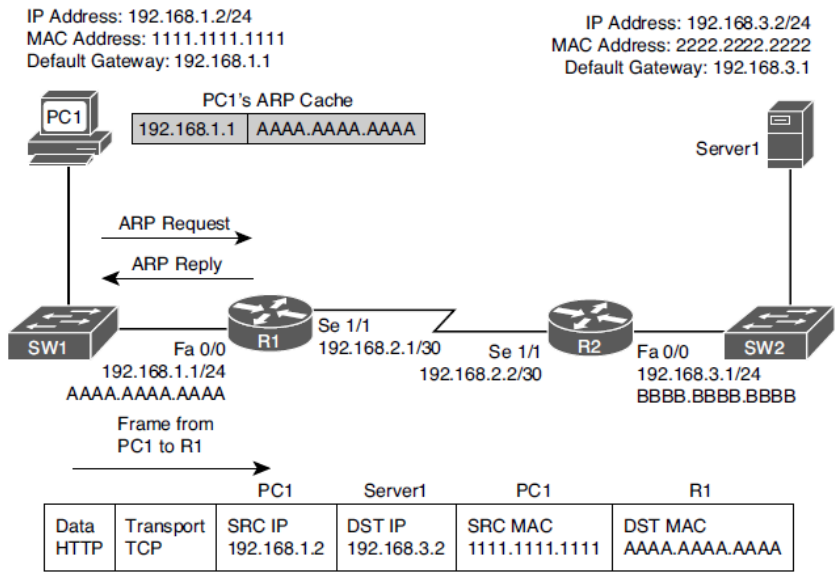 IP Address: 192.168.1.2/24
MAC Address: 1111.1111.1111
Default Gateway: 192.168.1.1
IP Address: 192.168.3.2/24
MAC Address: 2222.2222.2222
Default Gateway: 192.168.3.1
PC1
PC1's ARP Cache
192.168.1.1 AAAA.AAAA.AAAA
Server1
ARP Request
ARP Reply
SW1
R1
R2
SW2
Fa 0/0
192.168.1.1/24
AAAA.AAAA.AAAA
Se 1/1
192.168.2.1/30
Se 1/1
192.168.2.2/30
Fa 0/0
192.168.3.1/24
BBBB.BBBB.BBBB
Frame from
PC1 to R1
PC1 Server1 PC1 R1
Data Transport SRC IP DST IP SRC MAC DST MAC
HTTP TCP 192.168.1.2 192.168.3.2 1111.1111.1111 AAAA.AAAA.AAAA